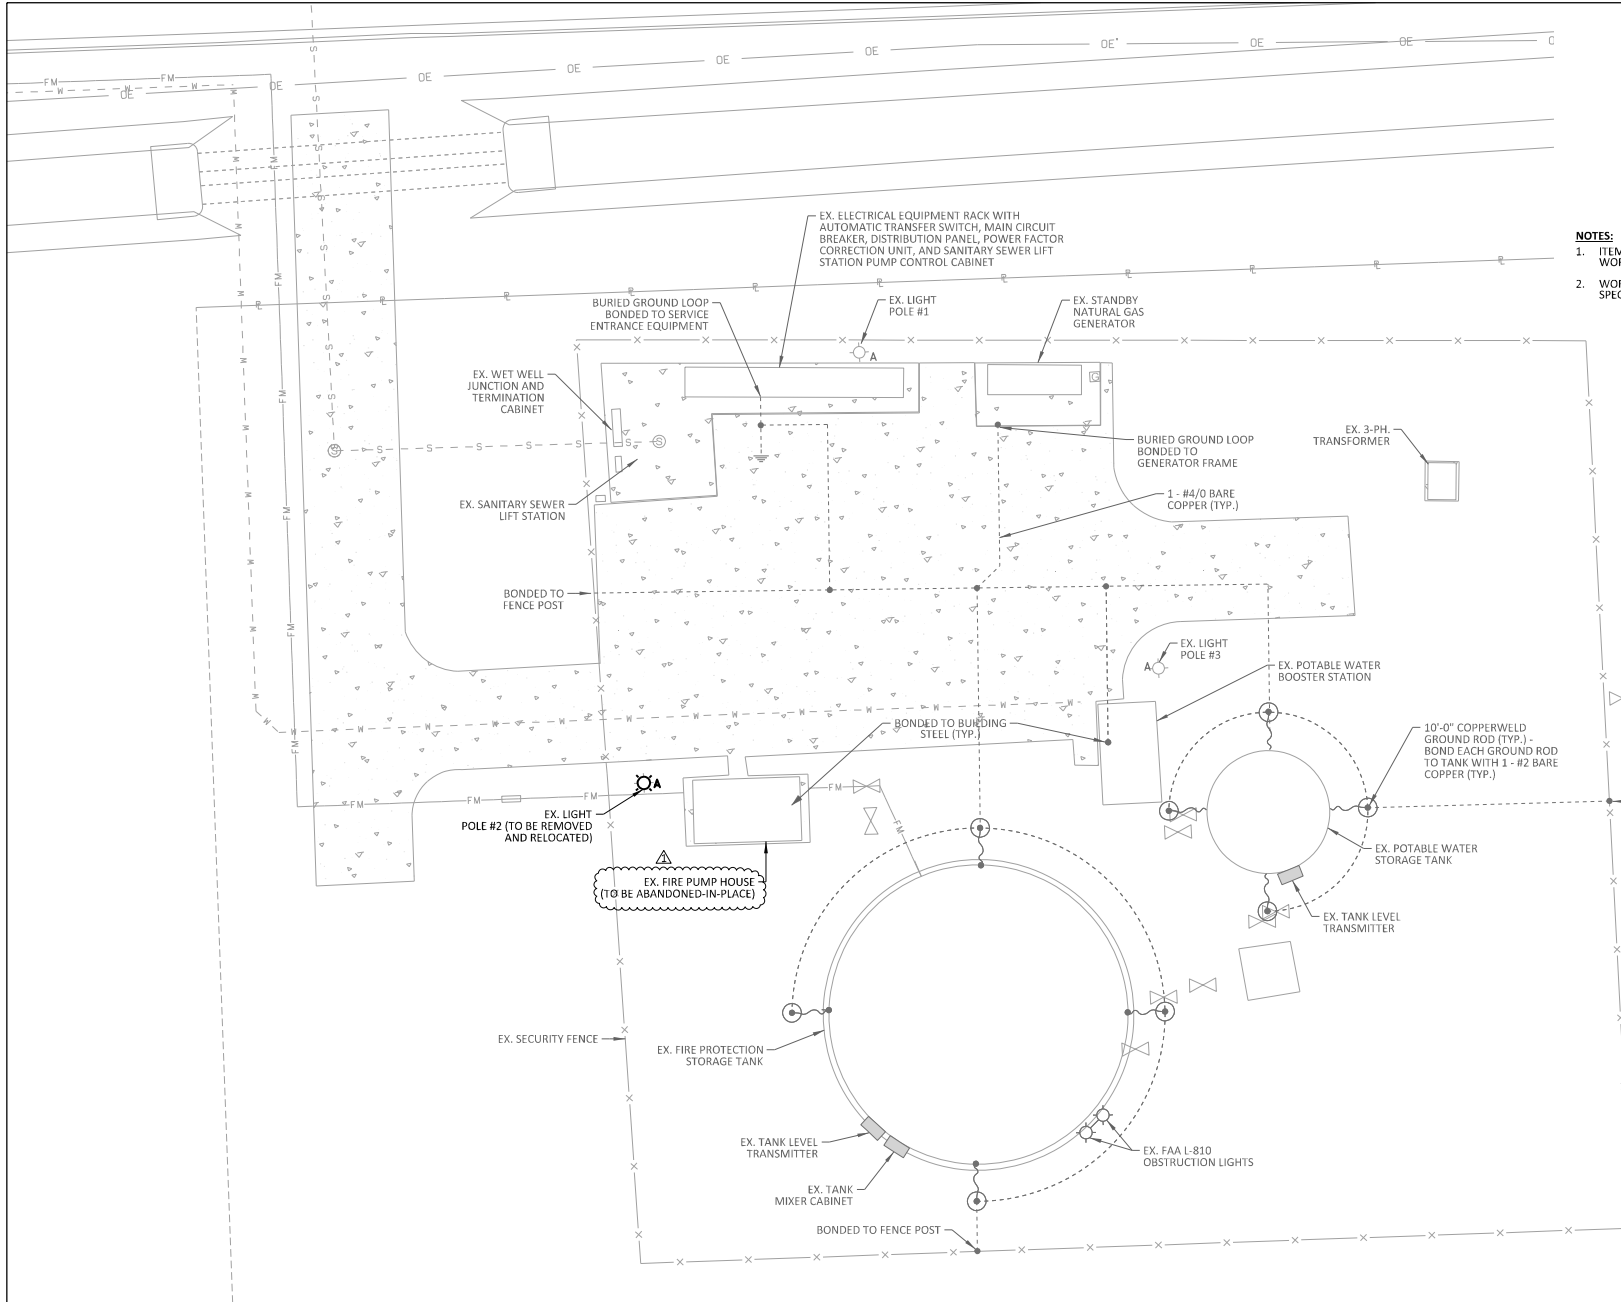 EX. ELECTRICAL EQUIPMENT RACK WITH
AUTOMATIC TRANSFER SWITCH, MAIN CIRCUIT
BREAKER, DISTRIBUTION PANEL, POWER FACTOR
CORRECTION UNIT, AND SANITARY SEWER LIFT
STATION PUMP CONTROL CABINET
NOTES:
1.
2.
BURIED GROUND LOOP
BONDED TO SERVICE
ENTRANCE EQUIPMENT
EX. LIGHT
POLE #1
A
EX. STANDBY
NATURAL GAS
GENERATOR
G
EX. WET WELL
JUNCTION AND
TERMINATION
CABINET
BURIED GROUND LOOP
BONDED TO
GENERATOR FRAME
EX. 3-PH.
TRANSFORMER
EX. SANITARY SEWER
LIFT STATION
1 - #4/0 BARE
COPPER (TYP.)
BONDED TO
FENCE POST
EX. LIGHT
POLE #3
A
EX. POTABLE WATER
BOOSTER STATION
BONDED TO BUILDING
STEEL (TYP.)
10'-0" COPPERWELD
GROUND ROD (TYP.) -
BOND EACH GROUND ROD
TO TANK WITH 1 - #2 BARE
COPPER (TYP.)
A
EX. LIGHT
POLE #2 (TO BE REMOVED
AND RELOCATED)
1
EX. FIRE PUMP HOUSE
(TO BE ABANDONED-IN-PLACE)
EX. POTABLE WATER
STORAGE TANK
EX. TANK LEVEL
TRANSMITTER
EX. SECURITY FENCE
EX. FIRE PROTECTION
STORAGE TANK
EX. TANK LEVEL
TRANSMITTER
EX. FAA L-810
OBSTRUCTION LIGHTS
EX. TANK
MIXER CABINET
BONDED TO FENCE POST